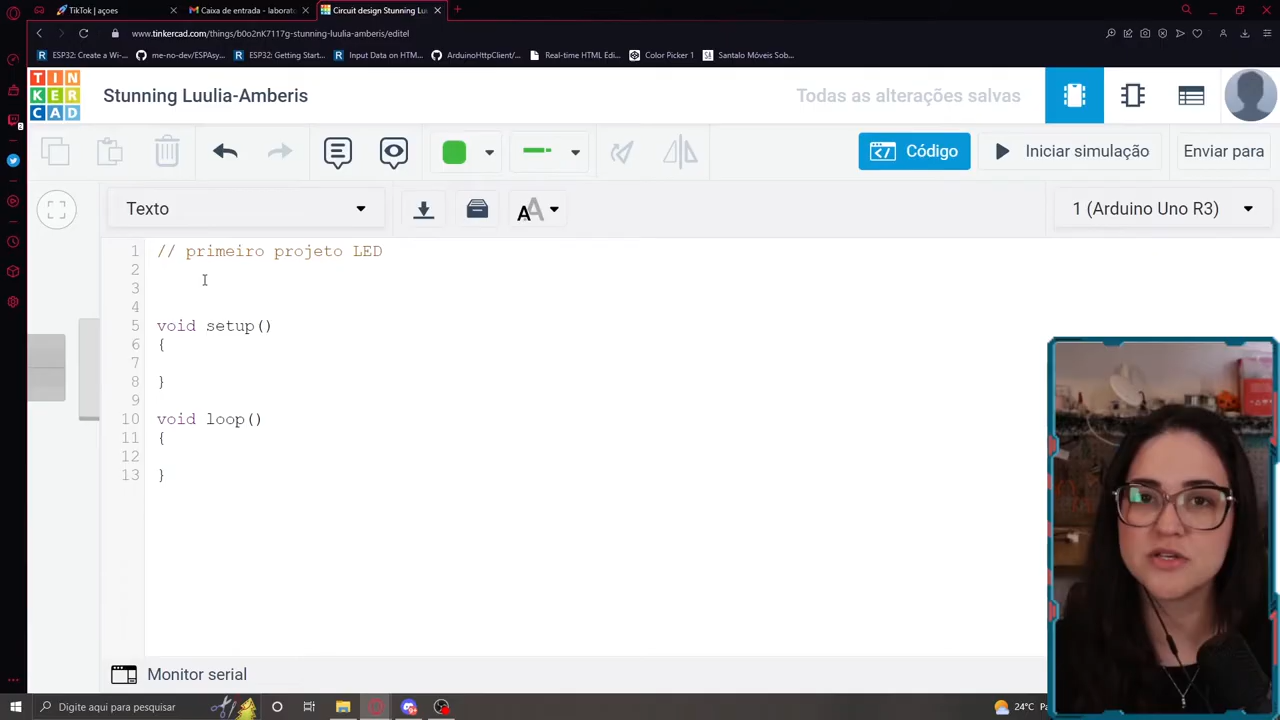 TikTok | açoes
Caixa de entrada - laborato
Circuit design Stunning Lu
www.tinkercad.com/things/b0o2nK7117g-stunning-luulia-amberis/editel
ESP32: Create a Wi-...
me-no-dev/ESPAsy...
ESP32: Getting Start...
Input Data on HTM...
ArduinoHttpClient/...
Real-time HTML Edi...
Color Picker 1
Santalo Móveis Sob...
TIN
KER
CAD
Stunning Luulia-Amberis
Todas as alterações salvas
Código
Iniciar simulação
Enviar para
Texto
AA
1 (Arduino Uno R3)
1 // primeiro projeto LED
2
3
4
5 void setup()
6 {
7
8 }
9
10 void loop()
11 {
12
13 }
Monitor serial
Digite aqui para pesquisar
24°C